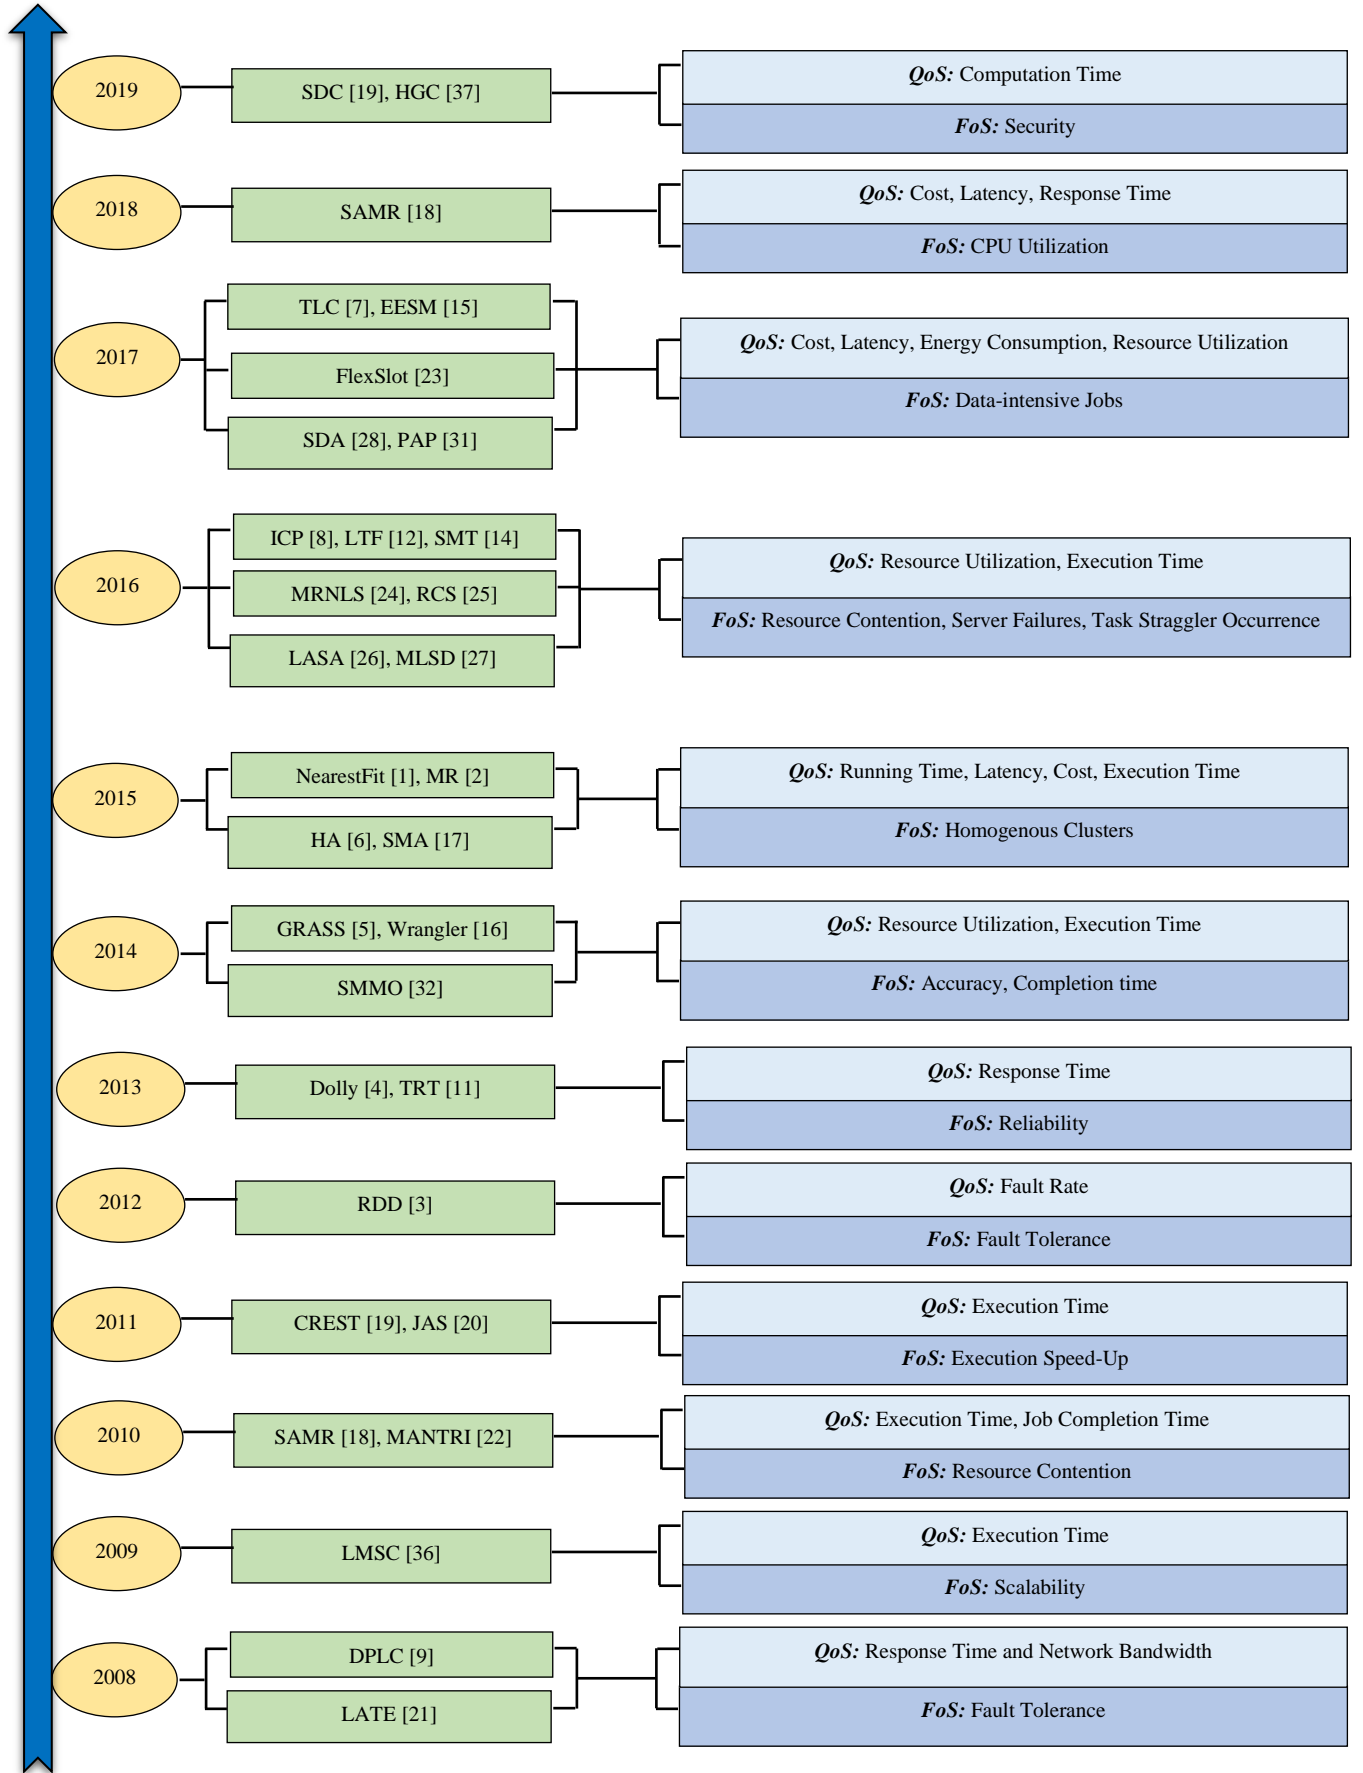 2019
SDC [19], HGC [37]
QoS: Computation Time
FoS: Security
2018
SAMR [18]
QoS: Cost, Latency, Response Time
FoS: CPU Utilization
2017
TLC [7], EESM [15]
FlexSlot [23]
SDA [28], PAP [31]
QoS: Cost, Latency, Energy Consumption, Resource Utilization
FoS: Data-intensive Jobs
2016
ICP [8], LTF [12], SMT [14]
MRNLS [24], RCS [25]
LASA [26], MLSD [27]
QoS: Resource Utilization, Execution Time
FoS: Resource Contention, Server Failures, Task Straggler Occurrence
2015
NearestFit [1], MR [2]
HA [6], SMA [17]
QoS: Running Time, Latency, Cost, Execution Time
FoS: Homogenous Clusters
2014
GRASS [5], Wrangler [16]
SMMO [32]
QoS: Resource Utilization, Execution Time
FoS: Accuracy, Completion time
2013
Dolly [4], TRT [11]
QoS: Response Time
FoS: Reliability
2012
RDD [3]
QoS: Fault Rate
FoS: Fault Tolerance
2011
CREST [19], JAS [20]
QoS: Execution Time
FoS: Execution Speed-Up
2010
SAMR [18], MANTRI [22]
QoS: Execution Time, Job Completion Time
FoS: Resource Contention
2009
LMSC [36]
QoS: Execution Time
FoS: Scalability
2008
DPLC [9]
LATE [21]
QoS: Response Time and Network Bandwidth
FoS: Fault Tolerance